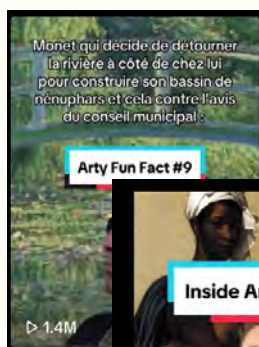 Monet qui décide de détourner
la rivière à côté de chez lui
pour construire son bassin de
nénuphars et cela contre l'avis
du conseil municipal :
Arty Fun Fact #9
Inside A
1.4M